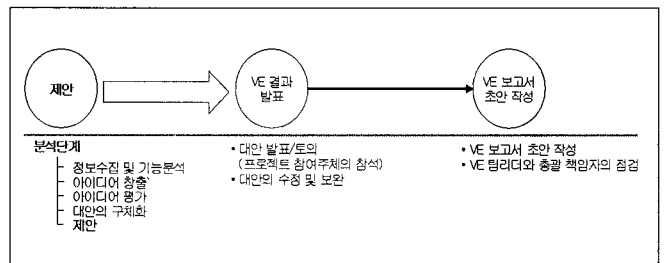 제안
VE 결과
발표
VE 보고서
초안 작성
분석단계
정보수집 및 기능분석
아이디어 창출
아이디어 평가
대안의 구체화
제안
• 대안 발표/토의
(프로젝트 참여주체의 참석)
• 대안의 수정 및 보완
• VE 보고서 초안 작성
• VE 팀리더와 총괄 책임자의 점검